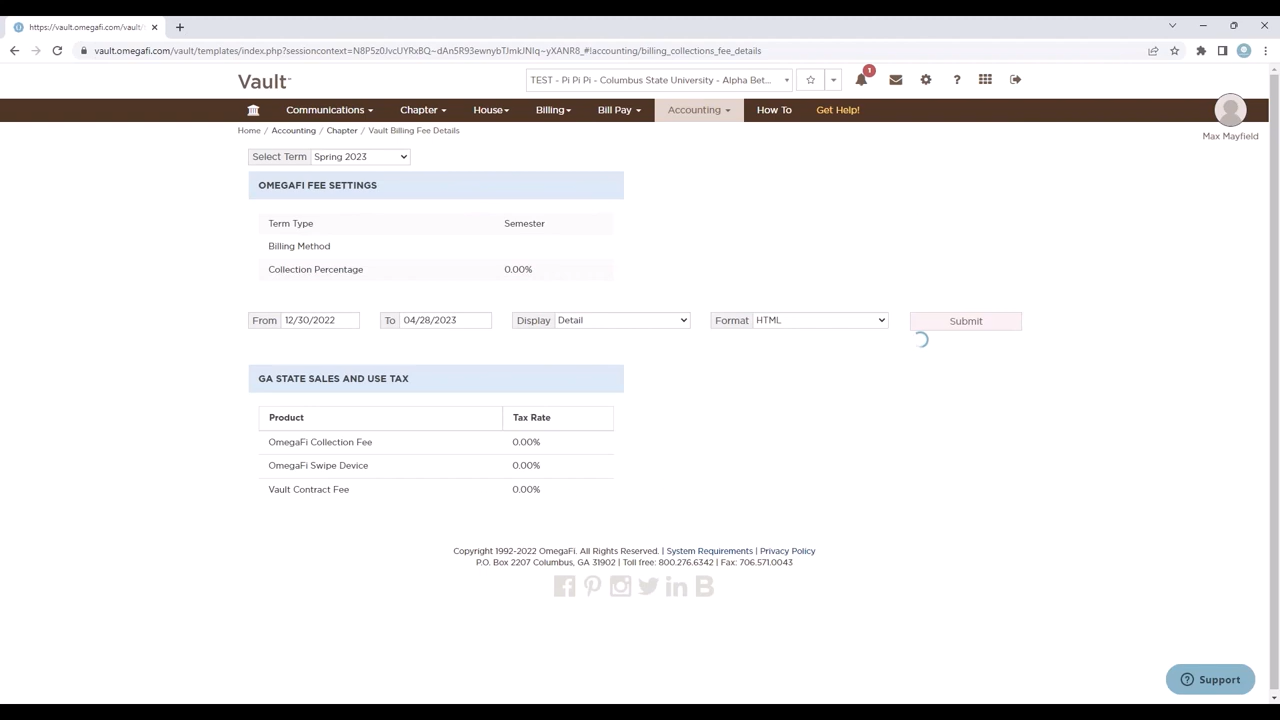 https://vault.omegafi.com/vault/
vault.omegafi.com/vault/templates/index.php?sessioncontext=N8P5z0JvcUYRxBQ~dAn5R93ewnybTJmkJNIq~yXANR8_#!accounting/billing_collections_fee_details
Vault
TEST - Pi Pi Pi - Columbus State University - Alpha Bet...
1
Communications Chapter House Billing Bill Pay Accounting How To Get Help!
Max Mayfield
Home / Accounting / Chapter / Vault Billing Fee Details
Select Term Spring 2023
OMEGAFI FEE SETTINGS
Term Type Semester
Billing Method
Collection Percentage 0.00%
From 12/30/2022 To 04/28/2023 Display Detail Format HTML Submit
GA STATE SALES AND USE TAX
Product Tax Rate
OmegaFi Collection Fee 0.00%
OmegaFi Swipe Device 0.00%
Vault Contract Fee 0.00%
Copyright 1992-2022 OmegaFi. All Rights Reserved. | System Requirements | Privacy Policy
P.O. Box 2207 Columbus, GA 31902 | Toll free: 800.276.6342 | Fax: 706.571.0043
Support